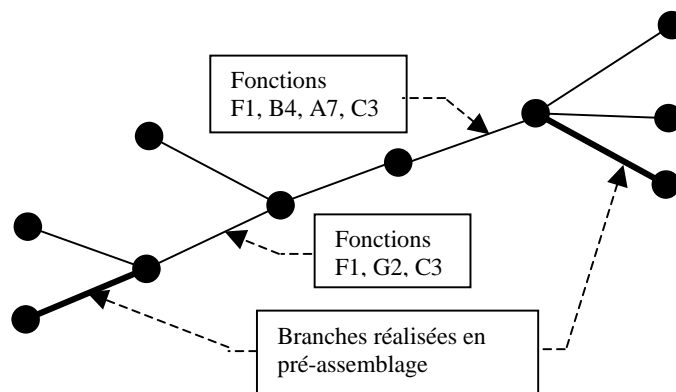 Fonctions
F1, B4, A7, C3
Fonctions
F1, G2, C3
Branches réalisées en
pré-assemblage